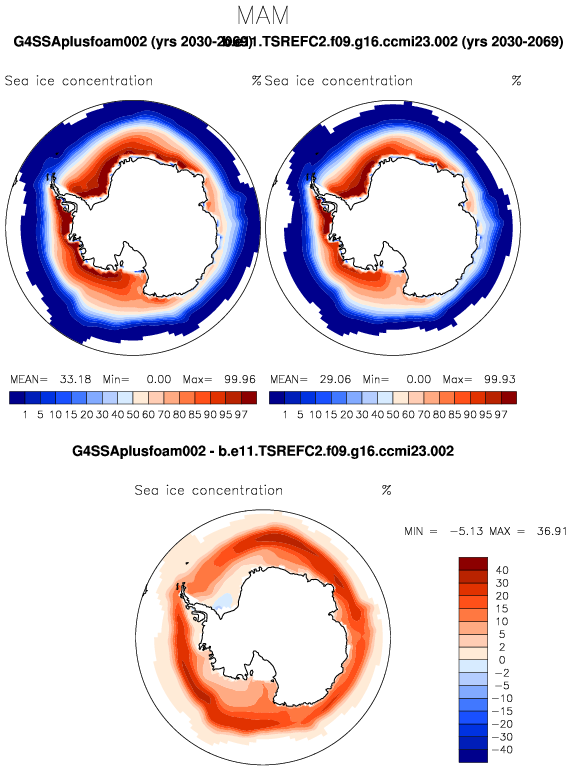 MAM
G4SSAplusfoam002 (yrs 2030-2069) b.e11.TSREFC2.f09.g16.ccmi23.002 (yrs 2030-2069)
Sea ice concentration % Sea ice concentration %
MEAN= 33.18 Min= 0.00 Max= 99.96 MEAN= 29.06 Min= 0.00 Max= 99.93
1 5 10 15 20 30 40 50 60 70 80 85 90 95 97 1 5 10 15 20 30 40 50 60 70 80 85 90 95 97
G4SSAplusfoam002 - b.e11.TSREFC2.f09.g16.ccmi23.002
Sea ice concentration %
MIN = -5.13 MAX = 36.91
40
30
20
15
10
5
2
0
-2
-5
-10
-15
-20
-30
-40